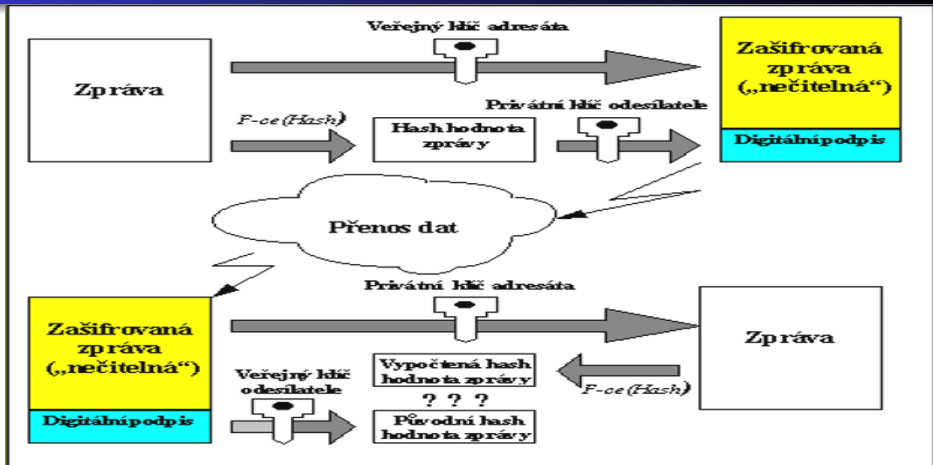 Veřejný klíč adresáta
Zpráva
Zašifrovaná
zpráva
(„nečitelná“)
Privátní klíč odesílatele
F-ce (Hash)
Hash hodnota
zprávy
Digitální podpis
Přenos dat
Privátní klíč adresáta
Zašifrovaná
zpráva
(„nečitelná“)
Zpráva
Veřejný klíč
odesílatele
Vypočtená hash
hodnota zprávy
F-ce (Hash)
? ? ?
Digitální podpis
Původní hash
hodnota zprávy